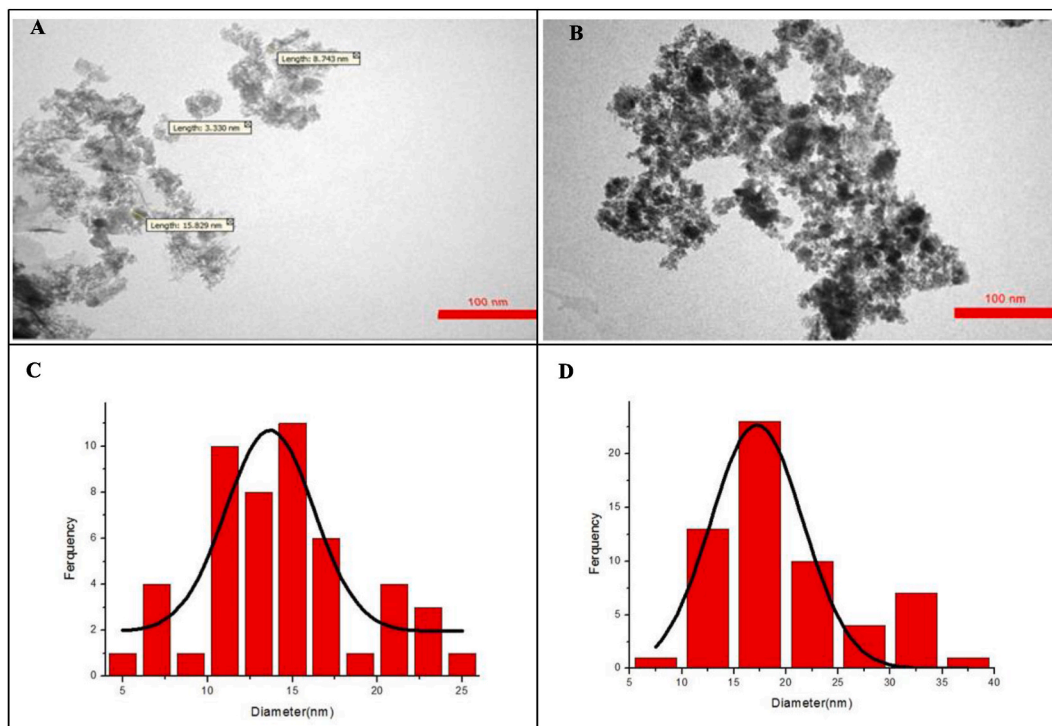 A
Length: 8.743 nm
Length: 3.330 nm
Length: 15.829 nm
100 nm
B
100 nm
C
Ferquency
10
8
6
4
2
0
5
10
15
20
25
Diameter(nm)
D
Ferquency
20
15
10
5
0
5
10
15
20
25
30
35
40
Diameter(nm)